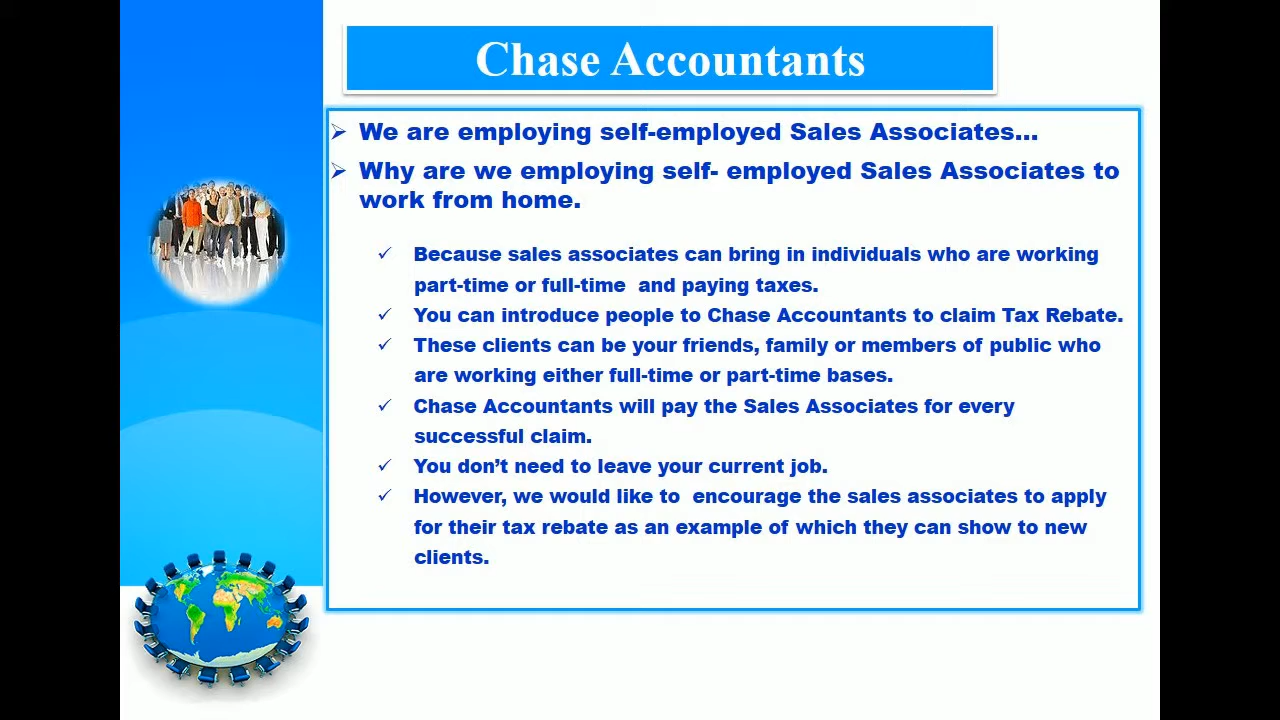 Chase Accountants
We are employing self-employed Sales Associates...
Why are we employing self- employed Sales Associates to
work from home.
Because sales associates can bring in individuals who are working
part-time or full-time  and paying taxes.
You can introduce people to Chase Accountants to claim Tax Rebate.
These clients can be your friends, family or members of public who
are working either full-time or part-time bases.
Chase Accountants will pay the Sales Associates for every
successful claim.
You don’t need to leave your current job.
However, we would like to  encourage the sales associates to apply
for their tax rebate as an example of which they can show to new
clients.